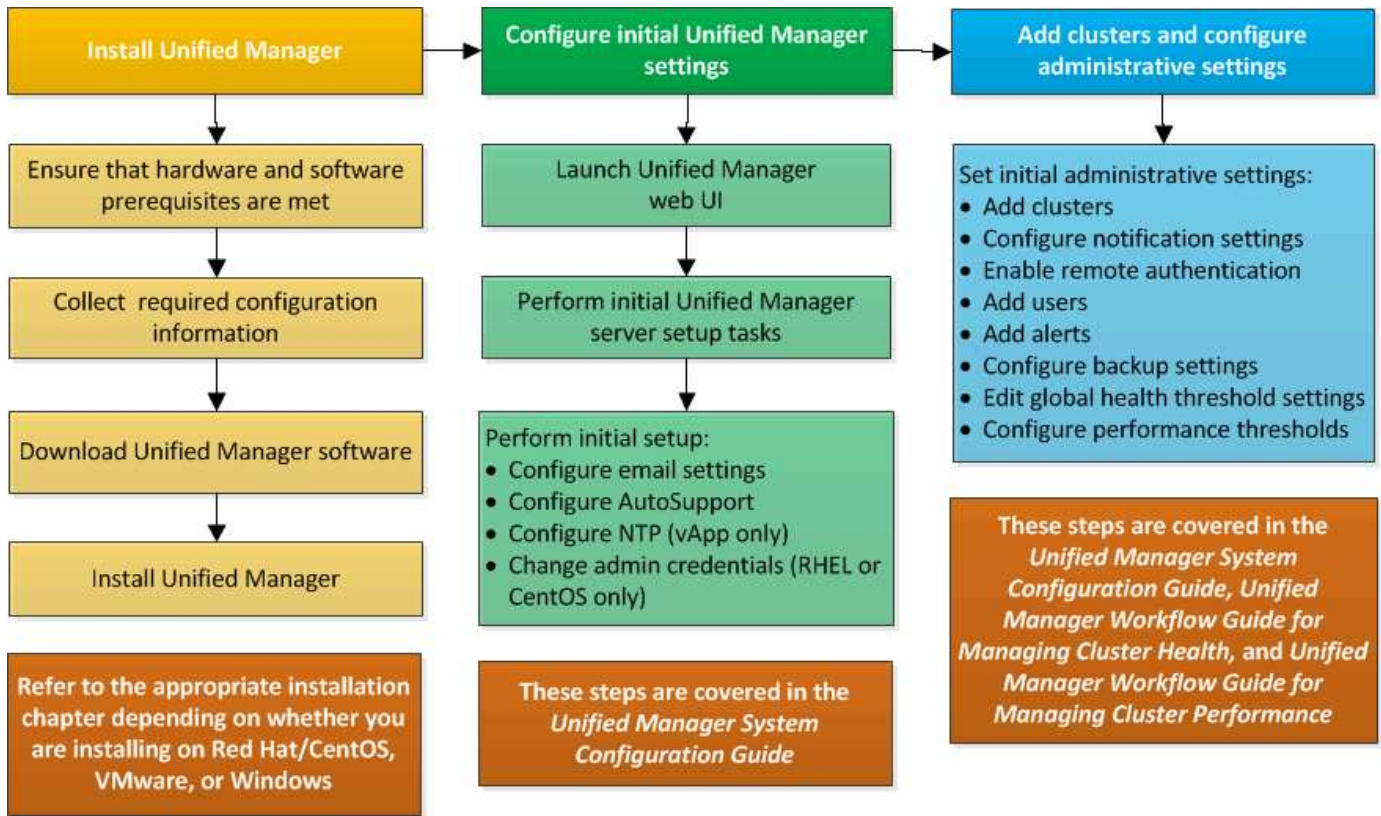 Install Unified Manager
Ensure that hardware and software
prerequisites are met
Collect required configuration
information
Download Unified Manager software
Install Unified Manager
Refer to the appropriate installation
chapter depending on whether you
are installing on Red Hat/CentOS,
VMware, or Windows
Configure initial Unified Manager
settings
Launch Unified Manager
web UI
Perform initial Unified Manager
server setup tasks
Perform initial setup:
• Configure email settings
• Configure AutoSupport
• Configure NTP (vApp only)
• Change admin credentials (RHEL or
CentOS only)
These steps are covered in the
Unified Manager System
Configuration Guide
Add clusters and configure
administrative settings
Set initial administrative settings:
• Add clusters
• Configure notification settings
• Enable remote authentication
• Add users
• Add alerts
• Configure backup settings
• Edit global health threshold settings
• Configure performance thresholds
These steps are covered in the
Unified Manager System
Configuration Guide, Unified
Manager Workflow Guide for
Managing Cluster Health, and Unified
Manager Workflow Guide for
Managing Cluster Performance